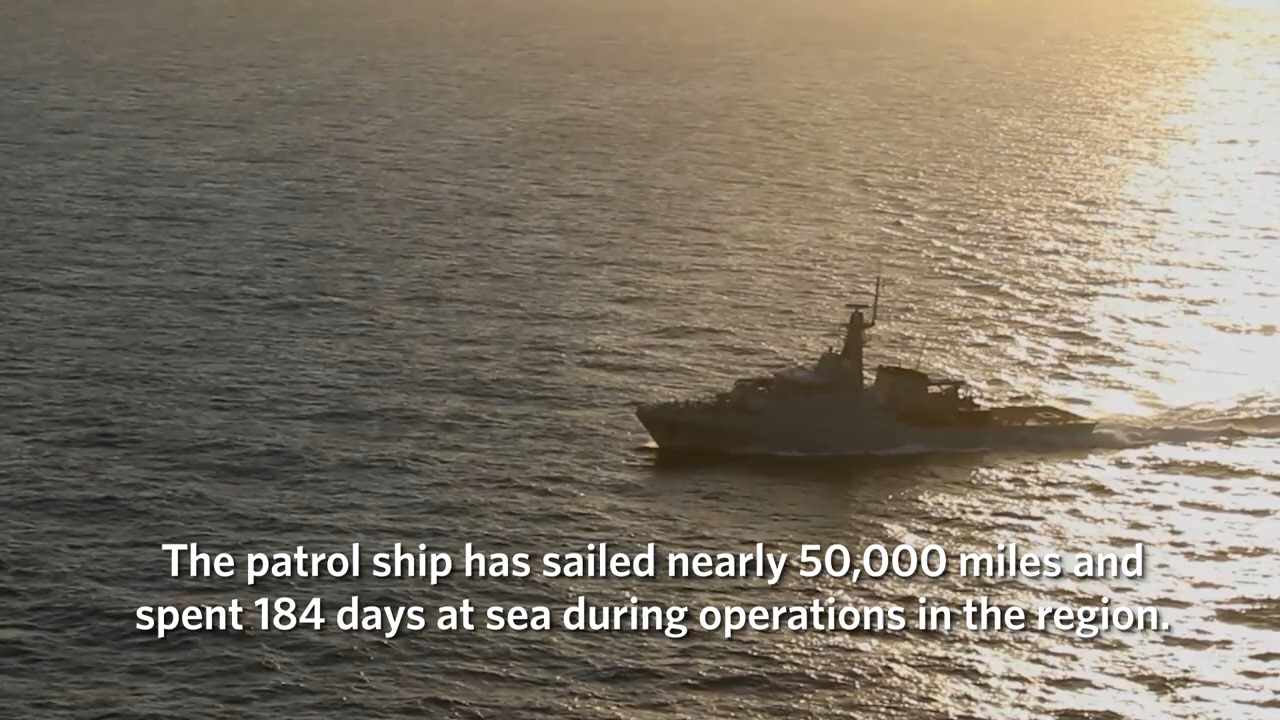 The patrol ship has sailed nearly 50,000 miles and
spent 184 days at sea during operations in the region.